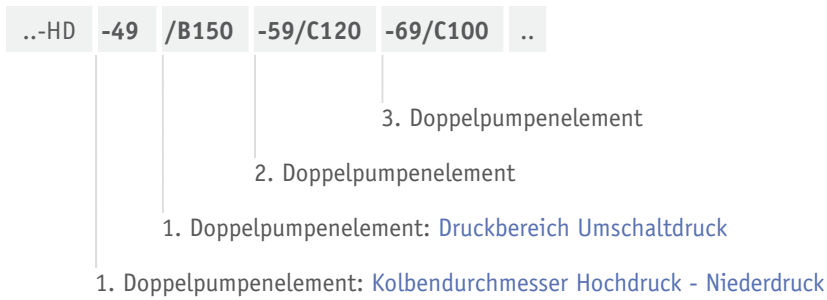 ..-HD -49 /B150 -59/C120 -69/C100 ..
3. Doppelpumpenelement
2. Doppelpumpenelement
1. Doppelpumpenelement: Druckbereich Umschaltdruck
1. Doppelpumpenelement: Kolbendurchmesser Hochdruck - Niederdruck